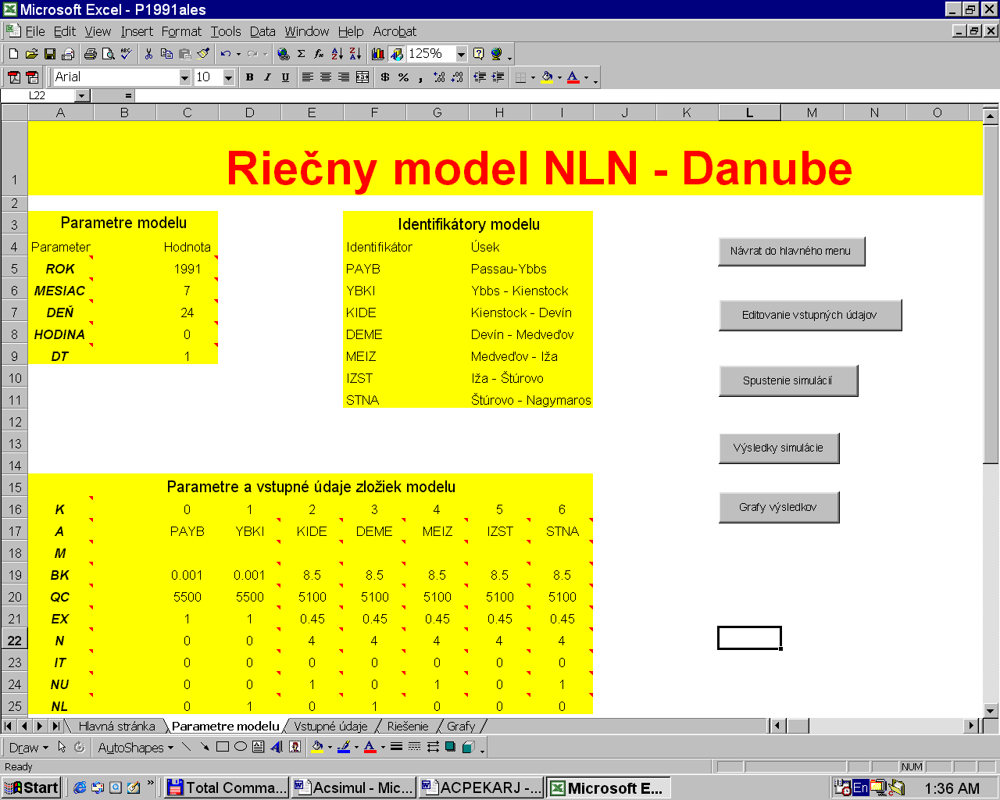 Microsoft Excel - P1991ales
File Edit View Insert Format Tools Data Window Help Acrobat
125%
Arial 10 B I U $ % ,
L22 =
A B C D E F G H I J K L M N O
1 Riečny model NLN - Danube
2
3 Parametre modelu Identifikátory modelu
4 Parameter Hodnota Identifikátor Úsek Návrat do hlavného menu
5 ROK 1991 PAYB Passau-Ybbs
6 MESIAC 7 YBKI Ybbs - Kienstock
7 DEŇ 24 KIDE Kienstock - Devín Editovanie vstupných údajov
8 HODINA 0 DEME Devín - Medveďov
9 DT 1 MEIZ Medveďov - Iža
10 IZST Iža - Štúrovo Spustenie simulácií
11 STNA Štúrovo - Nagymaros
12
13 Výsledky simulácie
14
15 Parametre a vstupné údaje zložiek modelu
16 K 0 1 2 3 4 5 6 Grafy výsledkov
17 A PAYB YBKI KIDE DEME MEIZ IZST STNA
18 M
19 BK 0.001 0.001 8.5 8.5 8.5 8.5 8.5
20 QC 5500 5500 5100 5100 5100 5100 5100
21 EX 1 1 0.45 0.45 0.45 0.45 0.45
22 N 0 0 4 4 4 4 4
23 IT 0 0 0 0 0 0 0
24 NU 0 0 1 0 1 0 1
25 NL 0 1 0 1 0 0 0
Hlavná stránka Parametre modelu Vstupné údaje Riešenie Grafy
Draw AutoShapes
Ready NUM
Start Total Comma... Acsimul - Mic... ACPEKARJ -... Microsoft E... En 1:36 AM